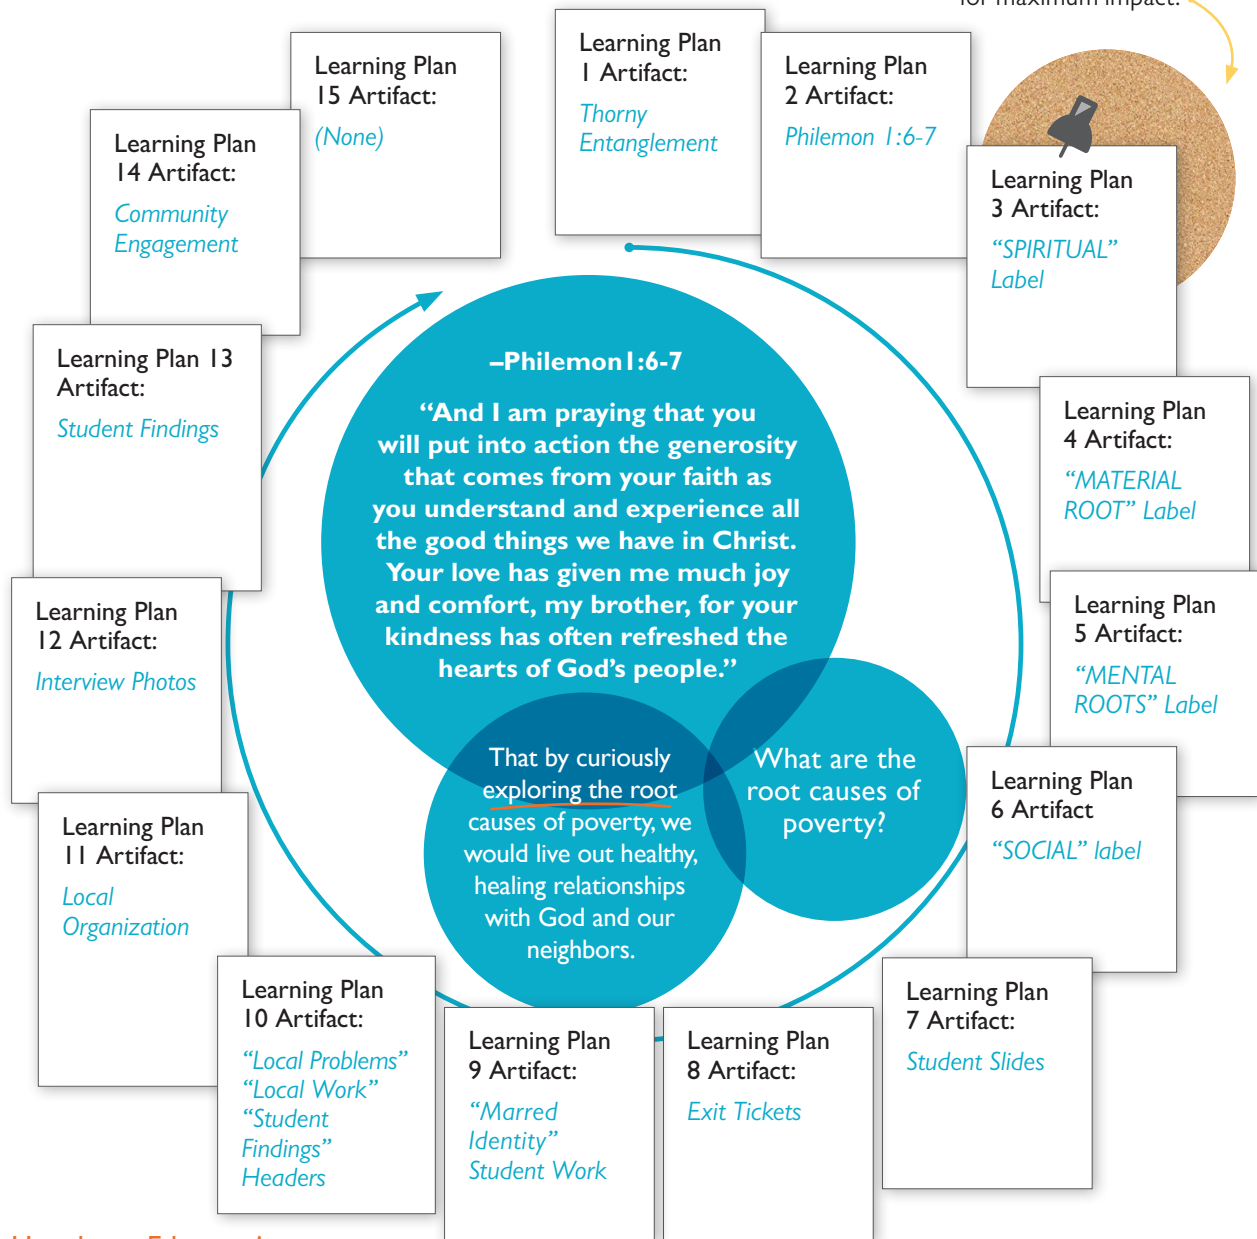 for maximum impact.
Learning Plan
1 Artifact:
Thorny
Entanglement
Learning Plan
2 Artifact:
Philemon 1:6-7
Learning Plan
3 Artifact:
“SPIRITUAL”
Label
Learning Plan
4 Artifact:
“MATERIAL
ROOT” Label
Learning Plan
5 Artifact:
“MENTAL
ROOTS” Label
Learning Plan
6 Artifact
“SOCIAL” label
Learning Plan
7 Artifact:
Student Slides
Learning Plan
8 Artifact:
Exit Tickets
Learning Plan
9 Artifact:
“Marred
Identity”
Student Work
Learning Plan
10 Artifact:
“Local Problems”
“Local Work”
“Student
Findings”
Headers
Learning Plan
11 Artifact:
Local
Organization
Learning Plan
12 Artifact:
Interview Photos
Learning Plan 13
Artifact:
Student Findings
Learning Plan
14 Artifact:
Community
Engagement
Learning Plan
15 Artifact:
(None)
–Philemon1:6-7
“And I am praying that you
will put into action the generosity
that comes from your faith as
you understand and experience all
the good things we have in Christ.
Your love has given me much joy
and comfort, my brother, for your
kindness has often refreshed the
hearts of God’s people.”
That by curiously
exploring the root
causes of poverty, we
would live out healthy,
healing relationships
with God and our
neighbors.
What are the
root causes of
poverty?